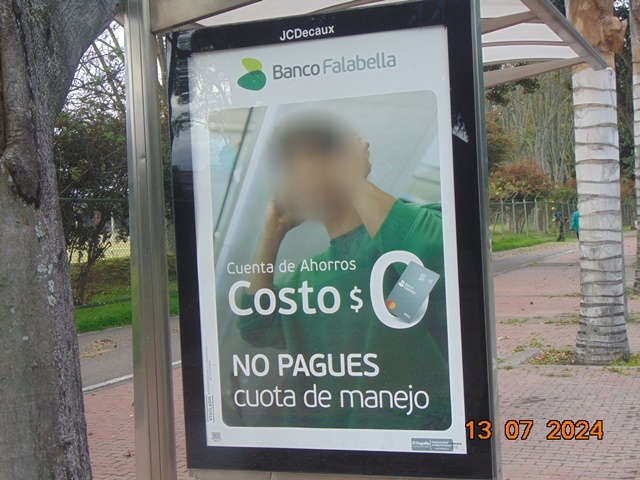 JCDecaux
Banco Falabella
Cuenta de Ahorros
Costo $0
NO PAGUES
cuota de manejo
13 07 2024